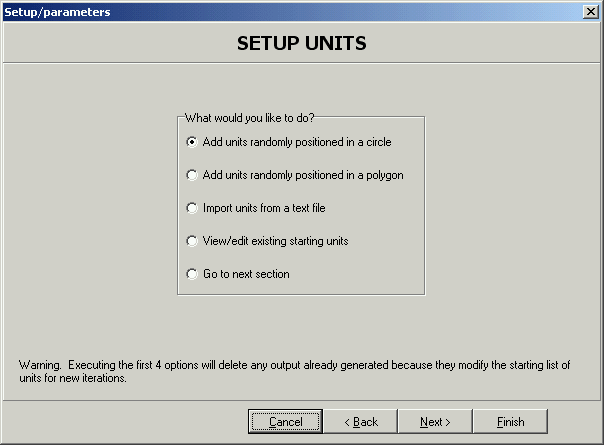 Setup/parameters
SETUP UNITS
What would you like to do?
Add units randomly positioned in a circle
Add units randomly positioned in a polygon
Import units from a text file
View/edit existing starting units
Go to next section
Warning.  Executing the first 4 options will delete any output already generated because they modify the starting list of
units for new iterations.
Cancel
< Back
Next >
Finish